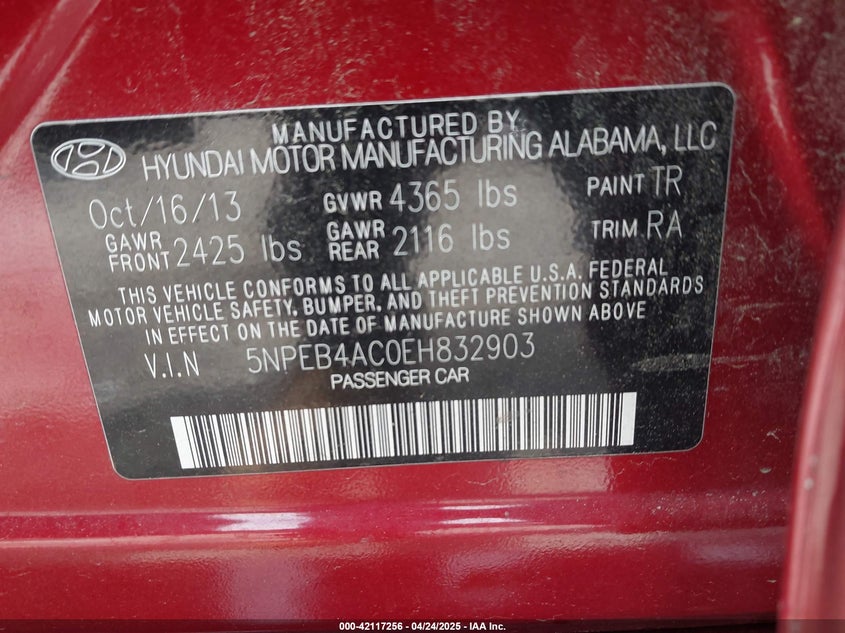 MANUFACTURED BY
HYUNDAI MOTOR MANUFACTURING ALABAMA, LLC
Oct/16/13 GVWR 4365 lbs PAINT TR
GAWR FRONT 2425 lbs GAWR REAR 2116 lbs TRIM RA
THIS VEHICLE CONFORMS TO ALL APPLICABLE U.S.A. FEDERAL
MOTOR VEHICLE SAFETY, BUMPER, AND THEFT PREVENTION STANDARDS
IN EFFECT ON THE DATE OF MANUFACTURE SHOWN ABOVE
V.I.N 5NPEB4AC0EH832903
PASSENGER CAR
000-42117256 - 04/24/2025 - IAA Inc.